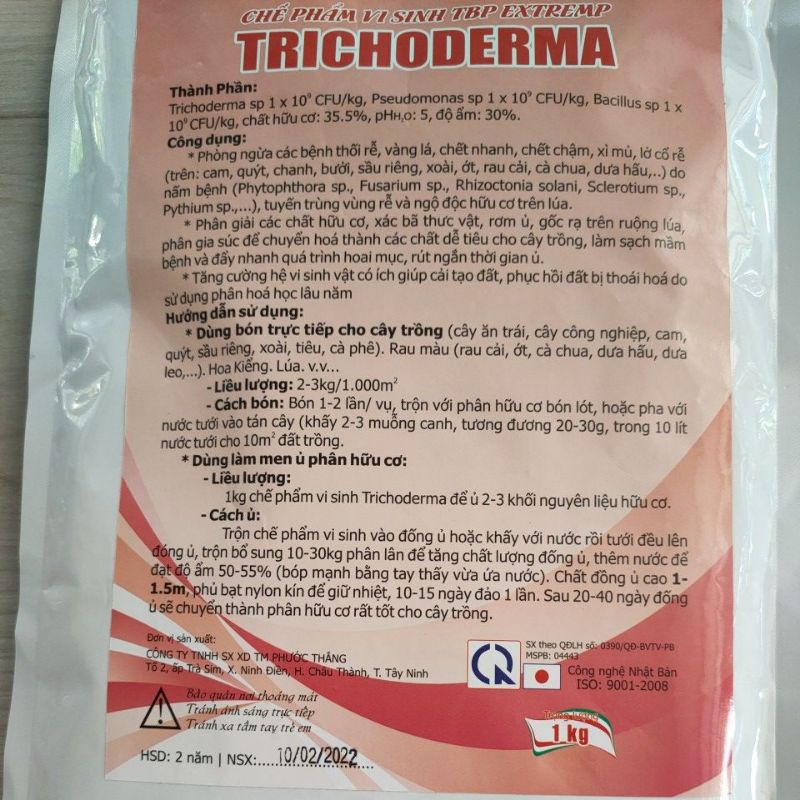 CHẾ PHẨM VI SINH TBP EXTREMP
TRICHODERMA
Thành Phần:
Trichoderma sp 1 x 10⁹ CFU/kg, Pseudomonas sp 1 x 10⁹ CFU/kg, Bacillus sp 1 x
10⁹ CFU/kg, chất hữu cơ: 35.5%, pHH₂O: 5, độ ẩm: 30%.
Công dụng:
* Phòng ngừa các bệnh thối rễ, vàng lá, chết nhanh, chết chậm, xì mủ, lở cổ rễ
(trên: cam, quýt, chanh, bưởi, sầu riêng, xoài, ớt, rau cải, cà chua, dưa hấu,..) do
nấm bệnh (Phytophthora sp., Fusarium sp., Rhizoctonia solani, Sclerotium sp.,
Pythium sp.,...), tuyến trùng vùng rễ và ngộ độc hữu cơ trên lúa.
* Phân giải các chất hữu cơ, xác bã thưc vật, rơm ủ, gốc rạ trên ruộng lúa,
phân gia súc để chuyển hoá thành các chất dễ tiêu cho cây trồng, làm sạch mầm
bệnh và đẩy nhanh quá trình hoai mục, rút ngắn thời gian ủ.
* Tăng cường hệ vi sinh vật có ích giúp cải tạo đất, phục hồi đất bị thoái hoá do
sử dụng phân hoá học lâu năm
Hướng dẫn sử dụng:
* Dùng bón trực tiếp cho cây trồng (cây ăn trái, cây công nghiệp, cam,
quýt, sầu riêng, xoài, tiêu, cà phê). Rau màu (rau cải, ớt, cà chua, dưa hấu, dưa
leo,...). Hoa Kiểng. Lúa. v.v...
- Liều lượng: 2-3kg/1.000m²
- Cách bón: Bón 1-2 lần/ vụ, trộn với phân hữu cơ bón lót, hoặc pha với
nước tưới vào tán cây (khấy 2-3 muỗng canh, tương đương 20-30g, trong 10 lít
nước tưới cho 10m² đất trồng.
* Dùng làm men ủ phân hữu cơ:
- Liều lượng:
1kg chế phẩm vi sinh Trichoderma để ủ 2-3 khối nguyên liệu hữu cơ.
- Cách ủ:
Trộn chế phẩm vi sinh vào đống ủ hoặc khấy với nước rồi tưới đều lên
đóng ủ, trộn bổ sung 10-30kg phân lân để tăng chất lượng đống ủ, thêm nước để
đạt độ ẩm 50-55% (bóp mạnh bằng tay thấy vừa ứa nước). Chất đồng ủ cao 1-
1.5m, phủ bạt nylon kín để giữ nhiệt, 10-15 ngày đảo 1 lần. Sau 20-40 ngày đống
ủ sẽ chuyển thành phân hữu cơ rất tốt cho cây trồng.
Đơn vị sản xuất:
CÔNG TY TNHH SX XD TM PHƯỚC THẮNG
Tổ 2, ấp Trà Sim, X. Ninh Điền, H. Châu Thành, T. Tây Ninh
SX theo QĐLH số: 0390/QĐ-BVTV-PB
MSPB: 04443
Công nghệ Nhật Bản
ISO: 9001-2008
Bảo quản nơi thoáng mát
Tránh ánh sáng trực tiếp
Tránh xa tầm tay trẻ em
Trọng lượng
1 kg
HSD: 2 năm | NSX:.....10/02/2022